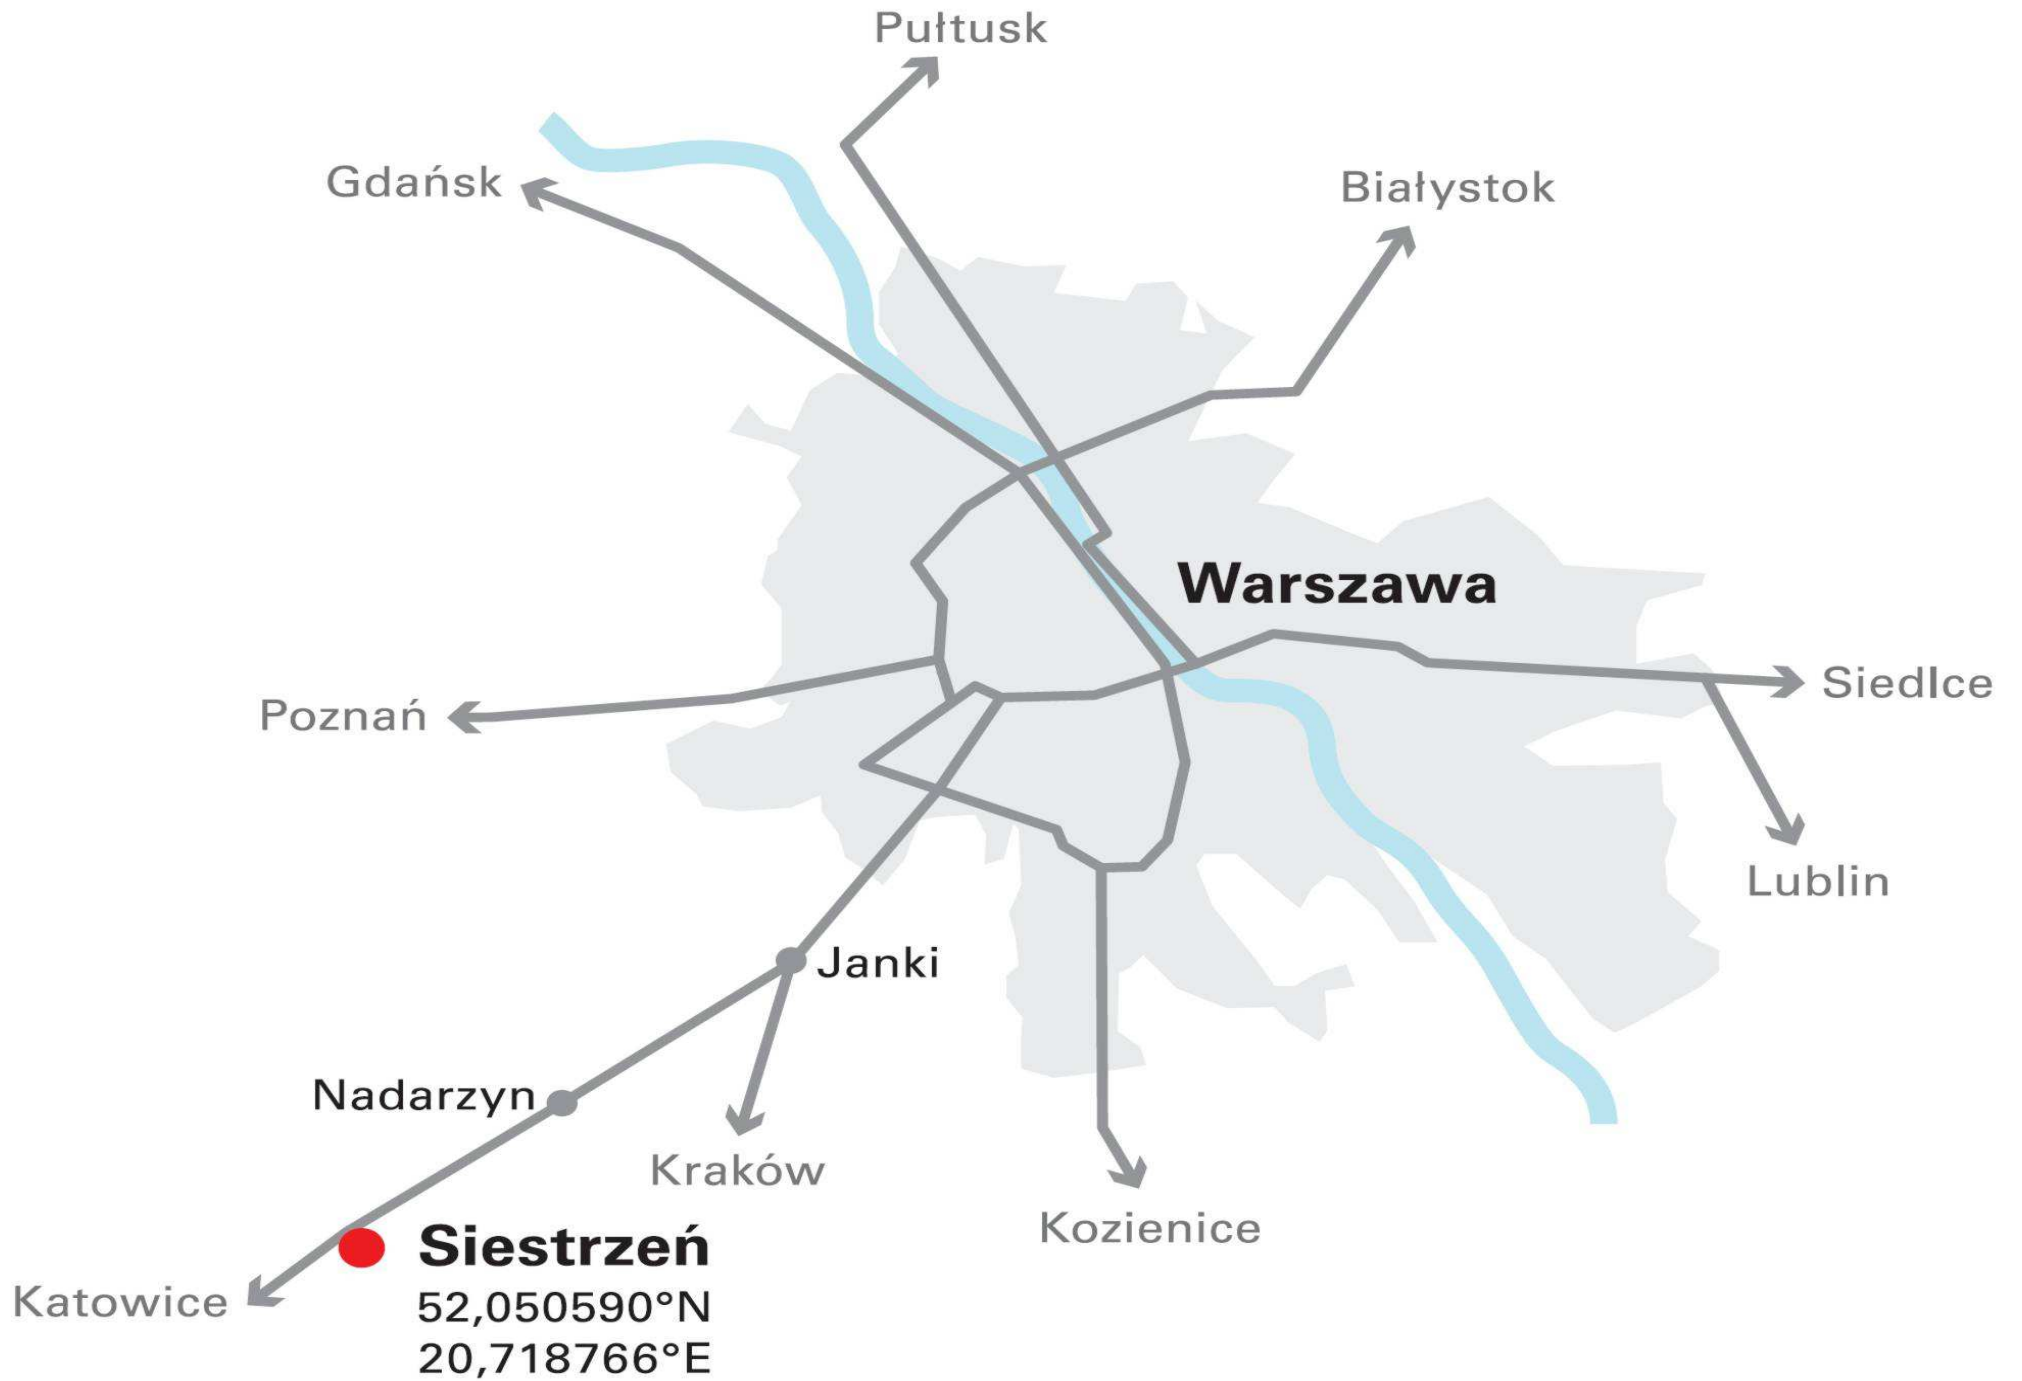 Pułtusk
Gdańsk
Białystok
Warszawa
Siedlce
Poznań
Lublin
Janki
Nadarzyn
Kraków
Kozienice
Siestrzeń
Katowice
52,050590°N
20,718766°E